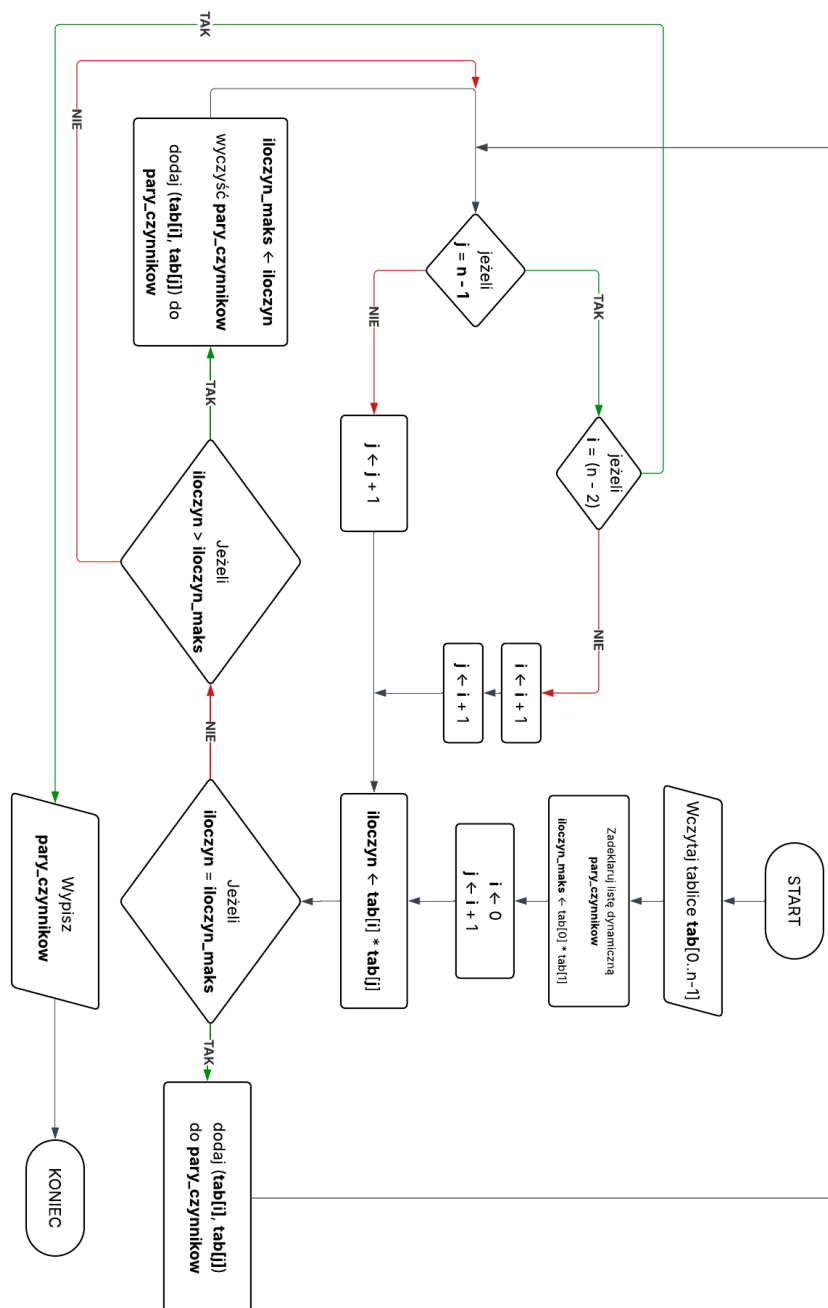 START
Wczytaj tablice tab[0..n-1]
Zadeklaruj listę dynamiczną
pary_czynnikow
iloczyn_maks ← tab[0] * tab[1]
i ← 0
j ← i + 1
iloczyn ← tab[i] * tab[j]
Jeżeli
iloczyn = iloczyn_maks
TAK
dodaj (tab[i], tab[j])
do pary_czynnikow
NIE
Jeżeli
iloczyn > iloczyn_maks
TAK
iloczyn_maks ← iloczyn
wyczyść pary_czynnikow
dodaj (tab[i], tab[j]) do
pary_czynnikow
NIE
jeżeli
j = n - 1
NIE
j ← j + 1
TAK
jeżeli
i = (n - 2)
NIE
i ← i + 1
j ← i + 1
TAK
Wypisz
pary_czynnikow
KONIEC